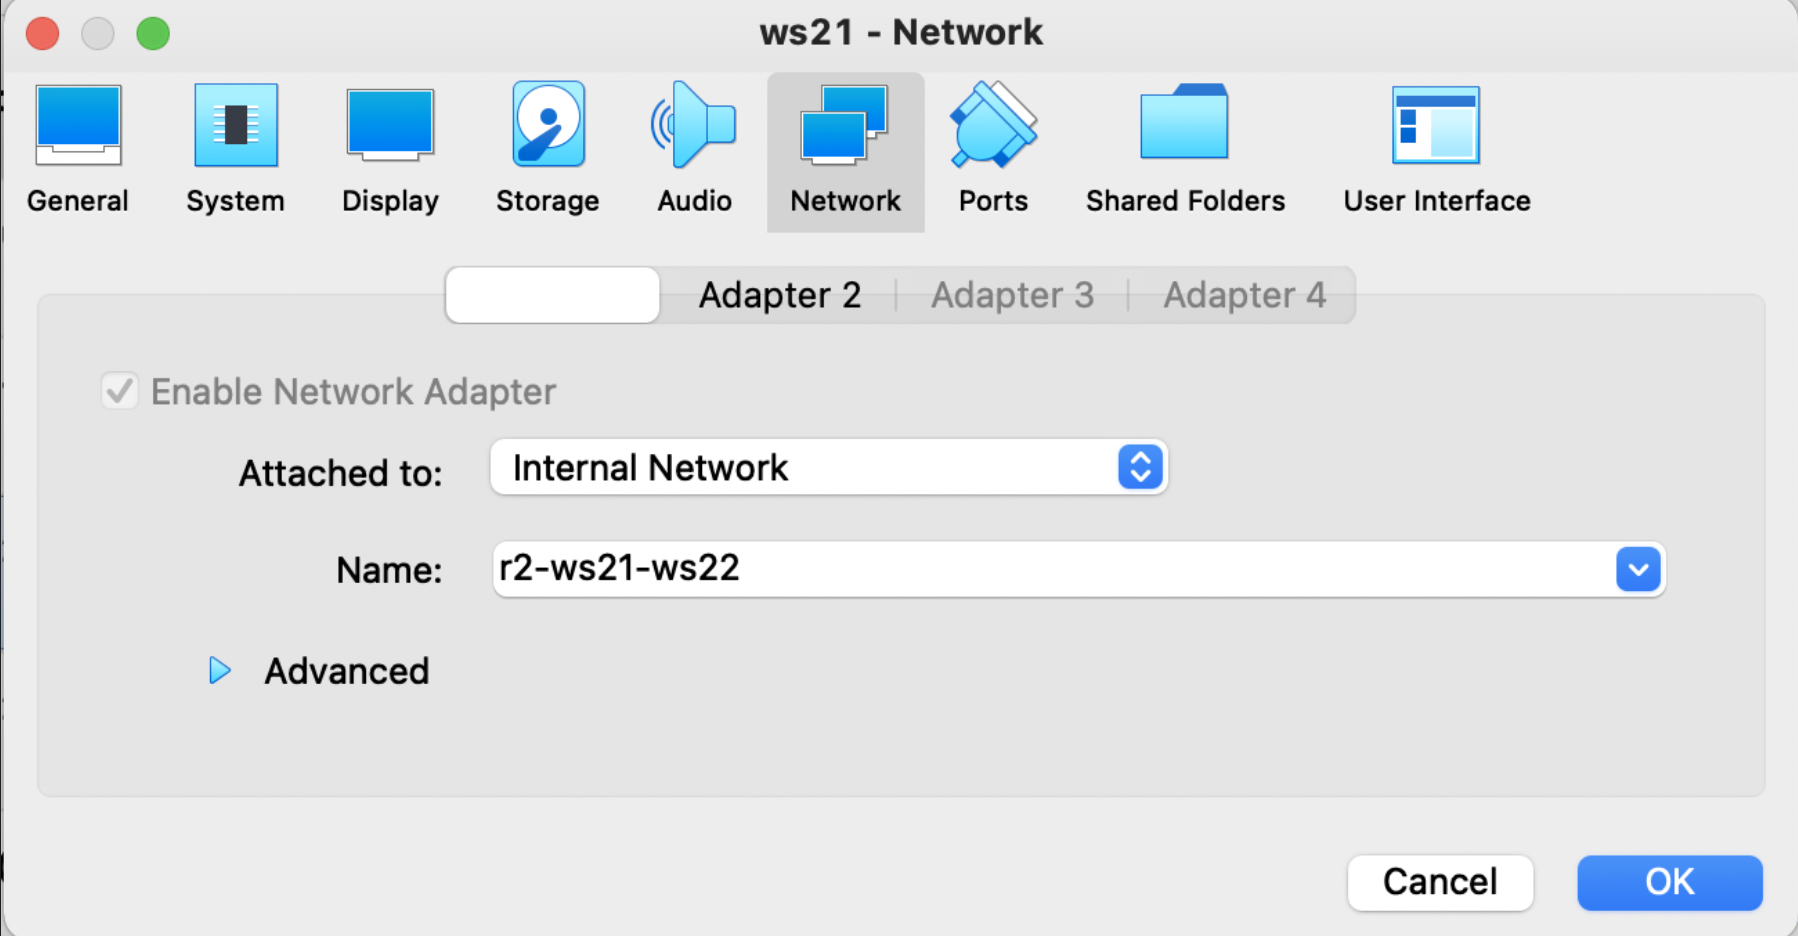 ws21 - Network
General System Display Storage Audio Network Ports Shared Folders User Interface
Adapter 2 Adapter 3 Adapter 4
Enable Network Adapter
Attached to: Internal Network
Name: r2-ws21-ws22
Advanced
Cancel OK